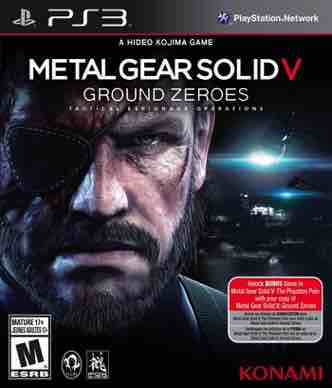 PS3
PlayStation Network
A HIDEO KOJIMA GAME
METAL GEAR SOLID V
GROUND ZEROES
TACTICAL ESPIONAGE OPERATIONS
Unlock BONUS Items in
Metal Gear Solid V: The Phantom Pain
with your copy of
Metal Gear Solid V: Ground Zeroes
MATURE 17+
M
ESRB
KONAMI